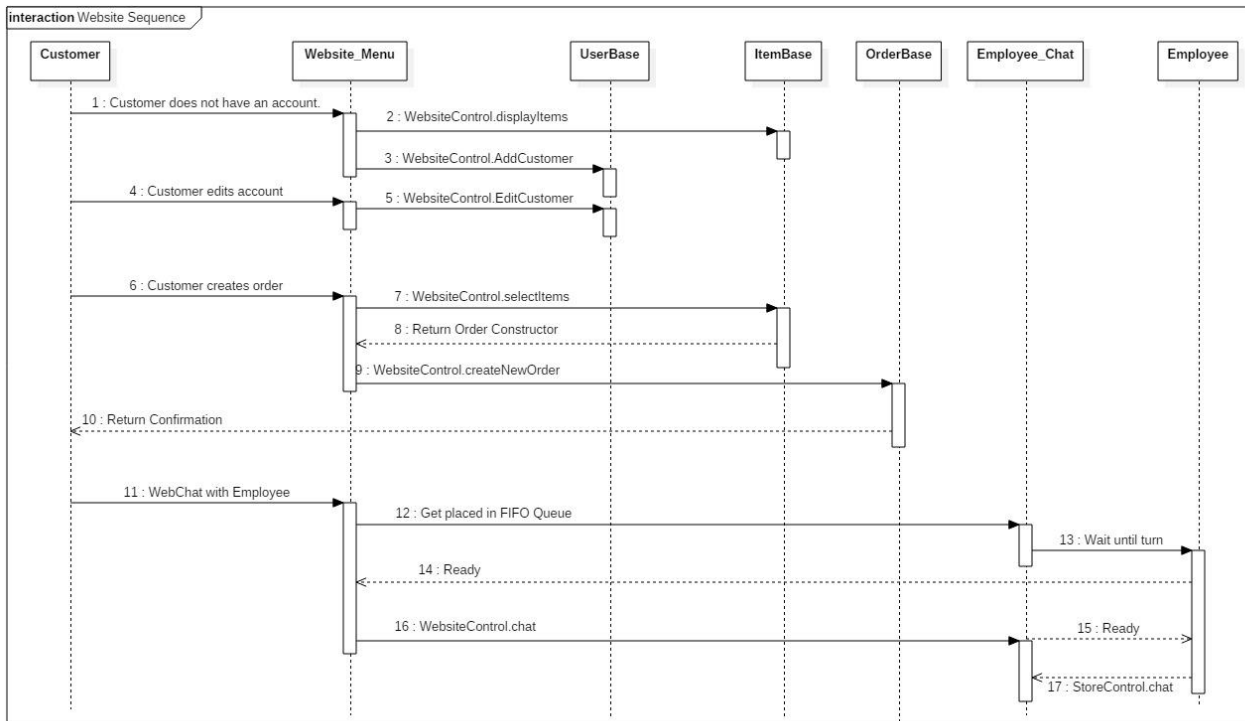 interaction Website Sequence
Customer
Website_Menu
UserBase
ItemBase
OrderBase
Employee_Chat
Employee
1 : Customer does not have an account.
2 : WebsiteControl.displayItems
3 : WebsiteControl.AddCustomer
4 : Customer edits account
5 : WebsiteControl.EditCustomer
6 : Customer creates order
7 : WebsiteControl.selectItems
8 : Return Order Constructor
9 : WebsiteControl.createNewOrder
10 : Return Confirmation
11 : WebChat with Employee
12 : Get placed in FIFO Queue
13 : Wait until turn
14 : Ready
16 : WebsiteControl.chat
15 : Ready
17 : StoreControl.chat